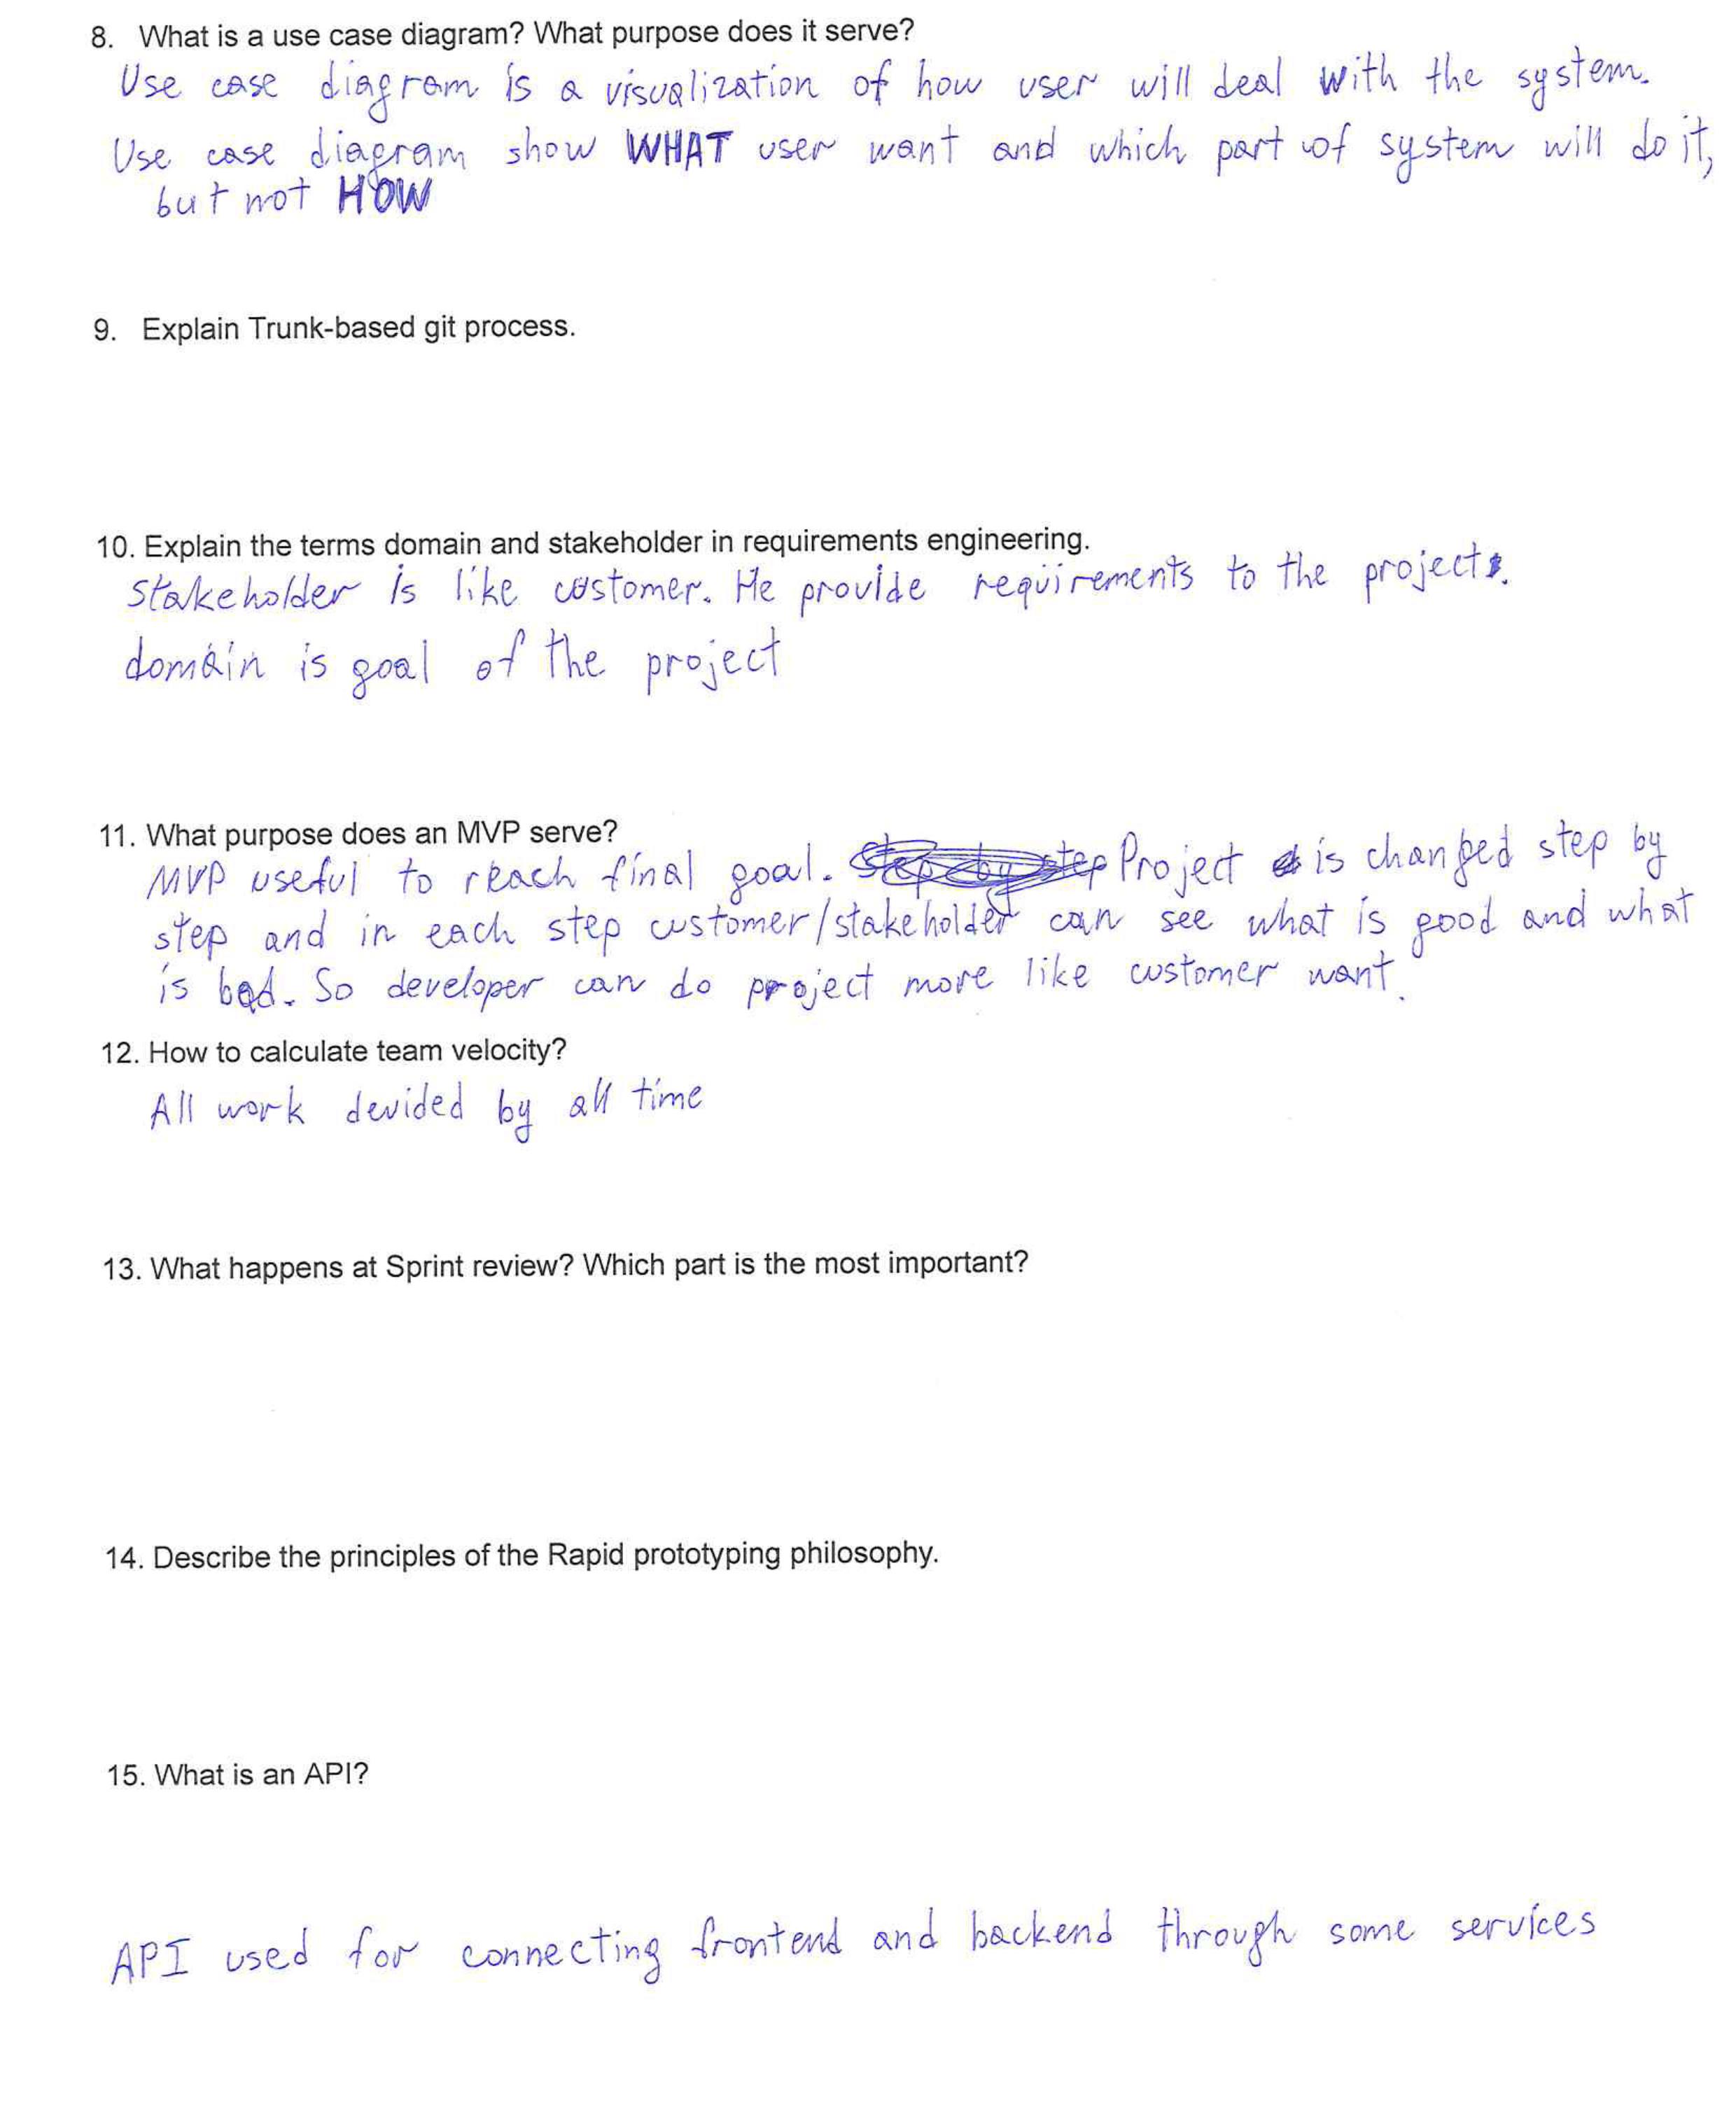 8. What is a use case diagram? What purpose does it serve?
Use case diagram is a visualization of how user will deal with the system.
Use case diagram show WHAT user want and which part of system will do it,
but not HOW
9. Explain Trunk-based git process.
10. Explain the terms domain and stakeholder in requirements engineering.
Stakeholder is like customer. He provide requirements to the project.
domain is goal of the project
11. What purpose does an MVP serve?
MVP useful to reach final goal. Step by step Project is changed step by
step and in each step customer/stakeholder can see what is good and what
is bad. So developer can do project more like customer want.
12. How to calculate team velocity?
All work devided by all time
13. What happens at Sprint review? Which part is the most important?
14. Describe the principles of the Rapid prototyping philosophy.
15. What is an API?
API used for connecting frontend and backend through some services